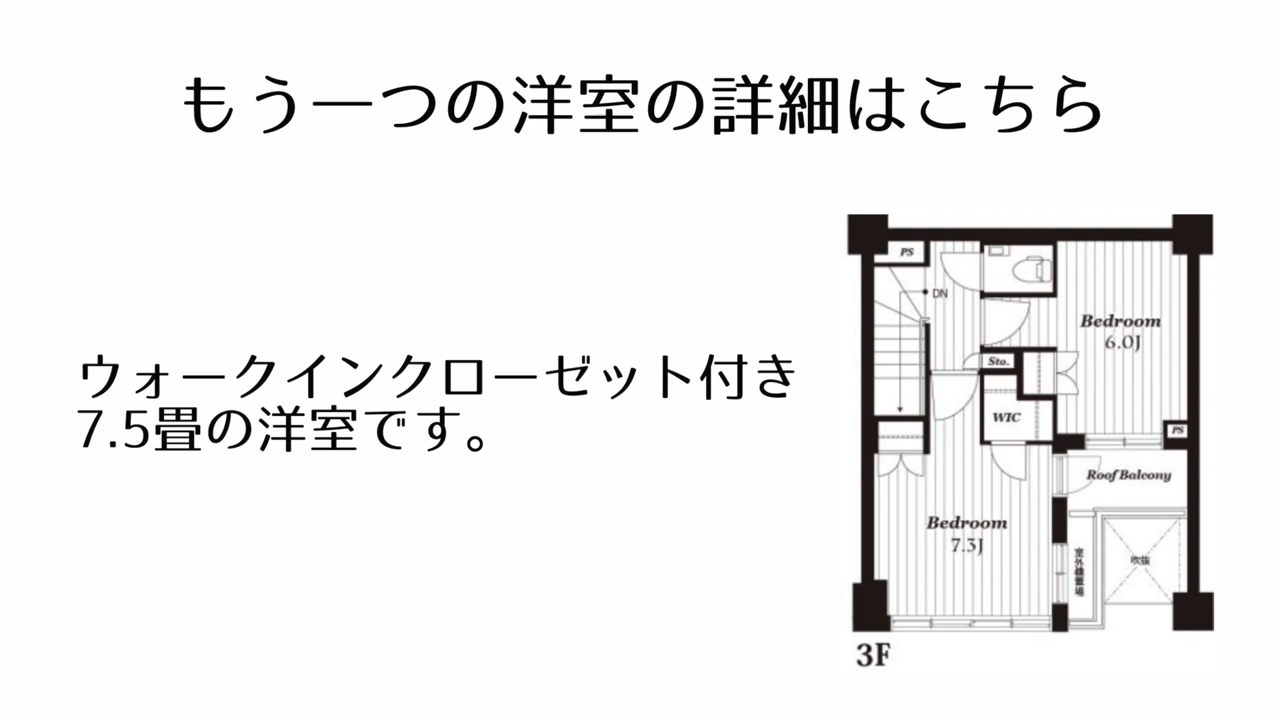 もう一つの洋室の詳細はこちら
ウォークインクローゼット付き
7.5畳の洋室です。
PS
DN
Bedroom
6.0J
Sto.
WIC
PS
Roof Balcony
Bedroom
7.3J
室外機置場
吹抜
3F